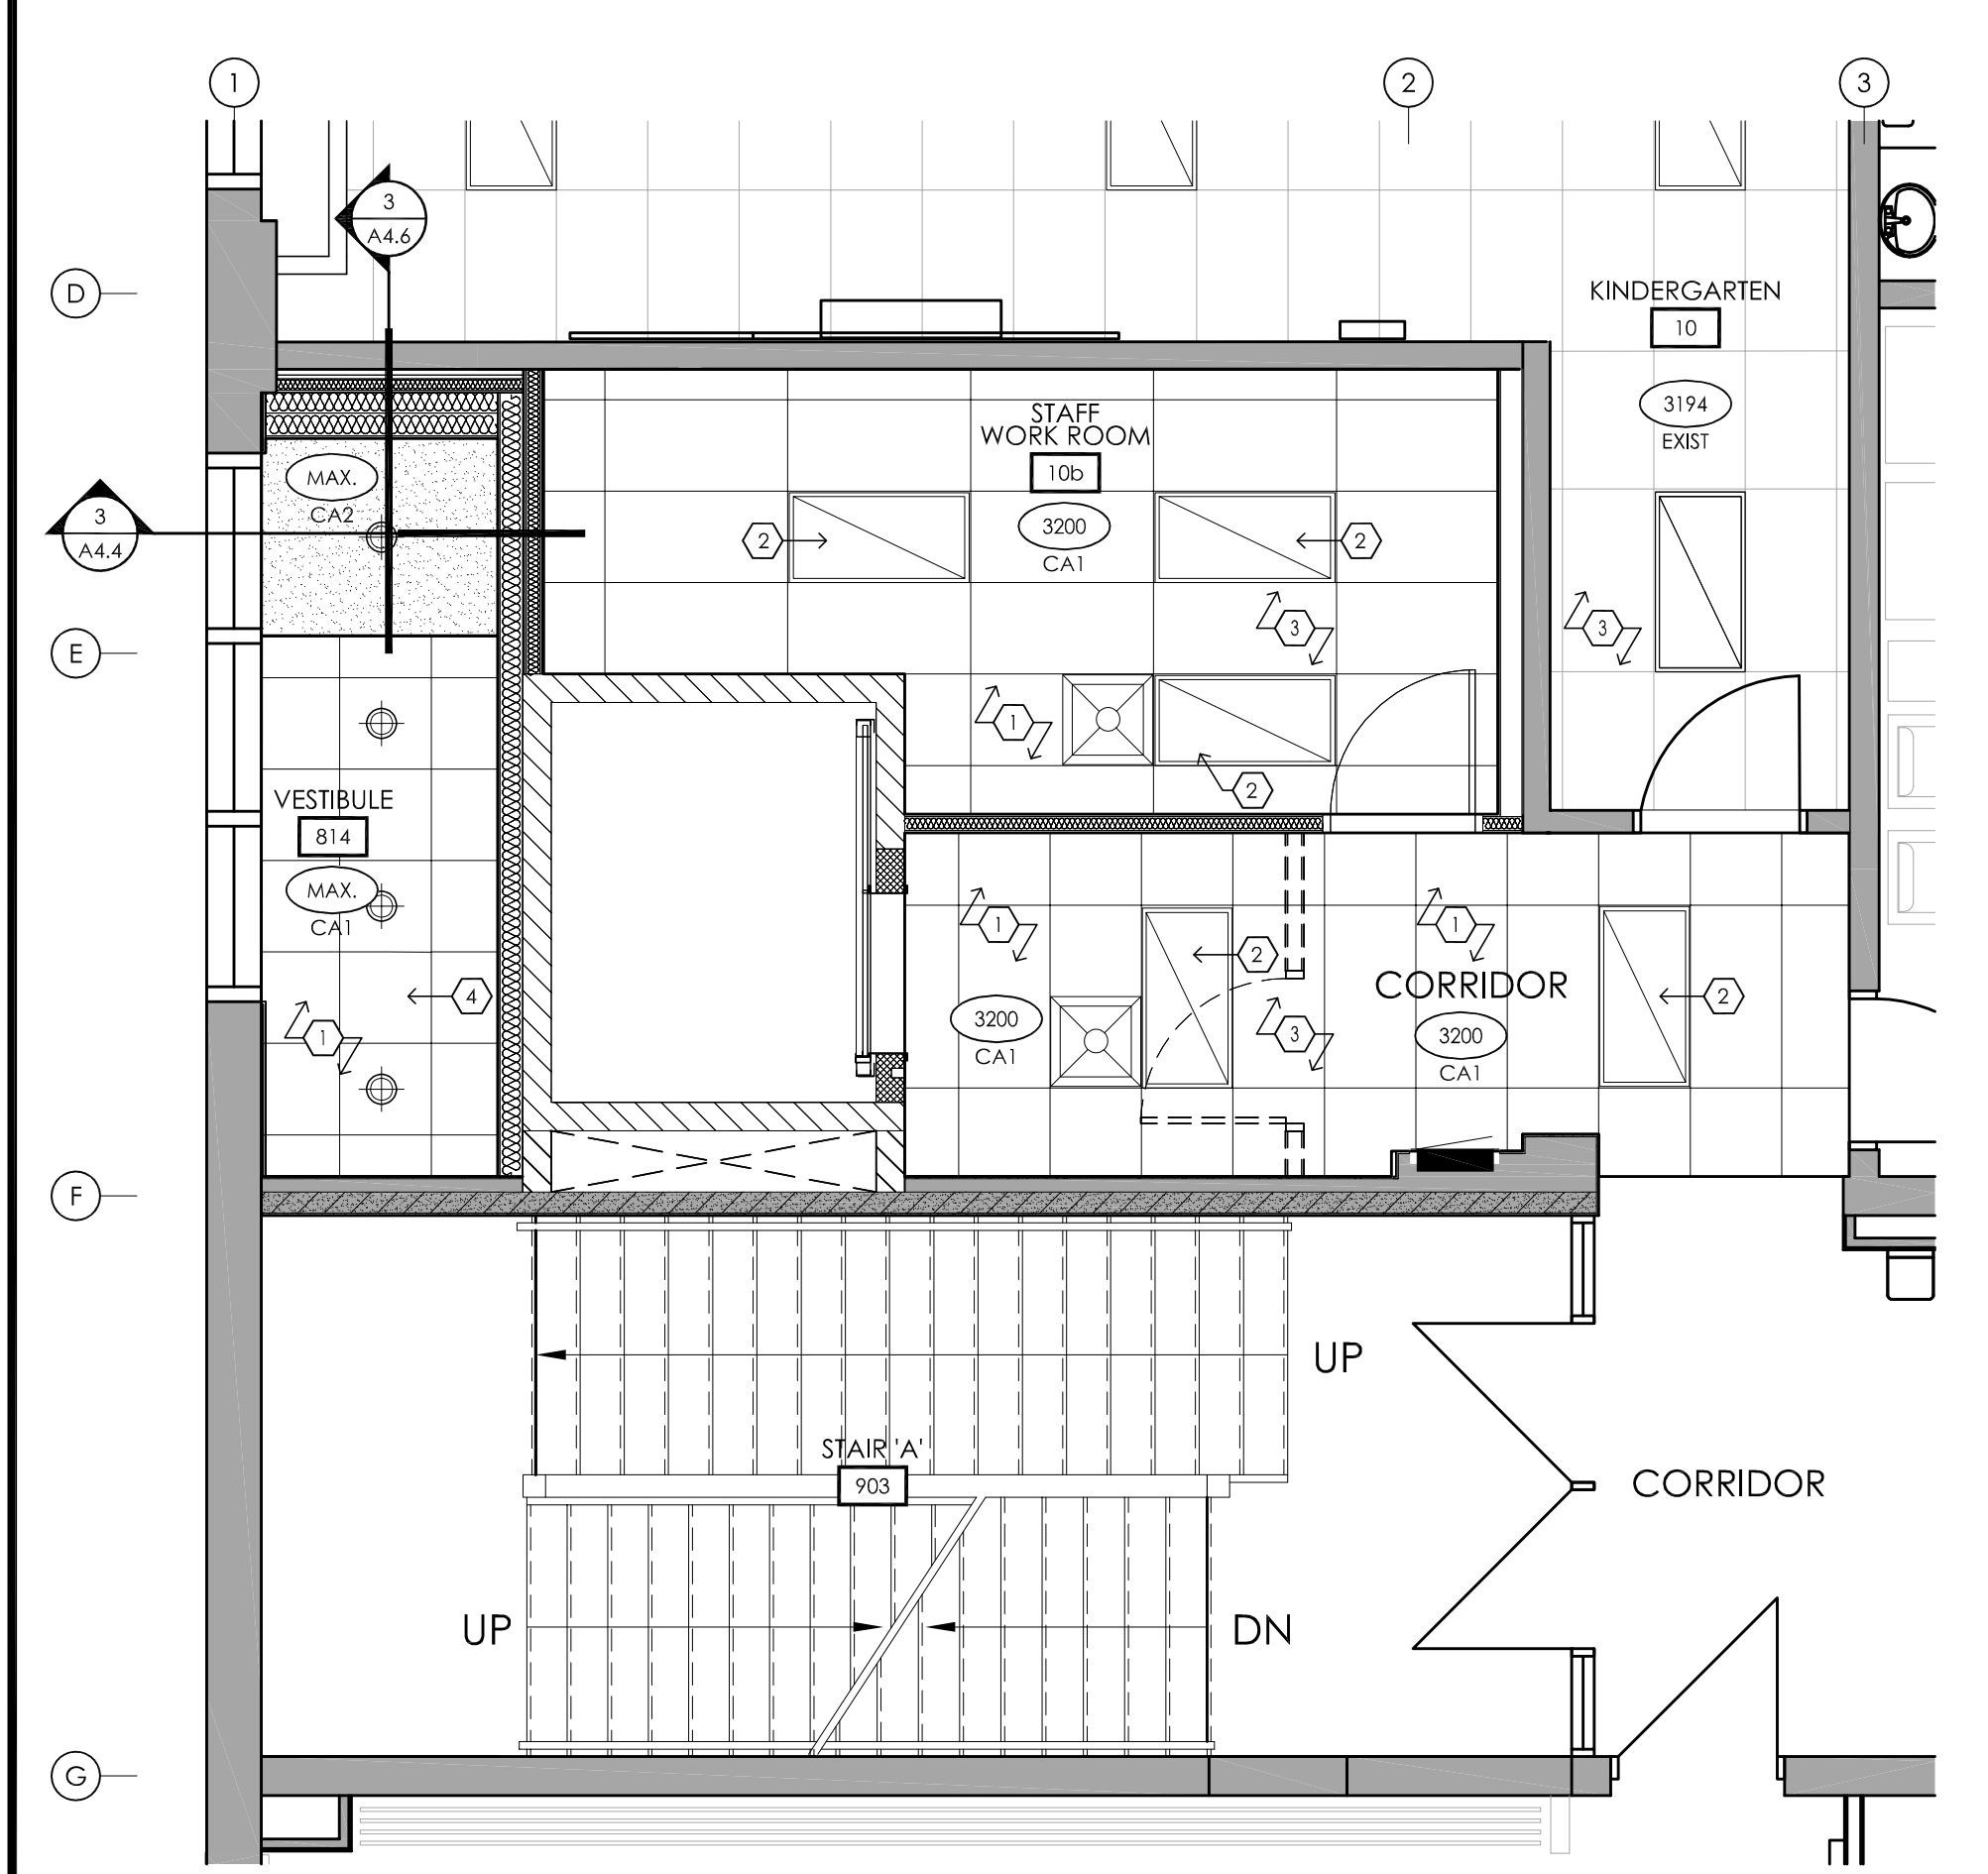 1
2
3
3
A4.6
D
KINDERGARTEN
10
3194
EXIST
STAFF
WORK ROOM
10b
3200
CA1
MAX.
CA2
3
A4.4
2
2
3
3
E
1
2
VESTIBULE
814
MAX.
CA1
1
2
1
CORRIDOR
4
2
1
3200
CA1
3
3200
CA1
F
UP
STAIR 'A'
903
CORRIDOR
UP
DN
G